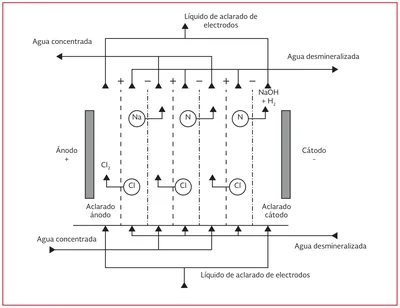 Líquido de aclarado de
electrodos
Agua concentrada
Agua desmineralizada
+ − + − + −
NaOH
+ H2
Na
N
N
Ánodo
+
Cátodo
-
Cl2
Cl
Cl
Cl
Aclarado
ánodo
Aclarado
cátodo
Agua concentrada
Agua desmineralizada
Líquido de aclarado de electrodos